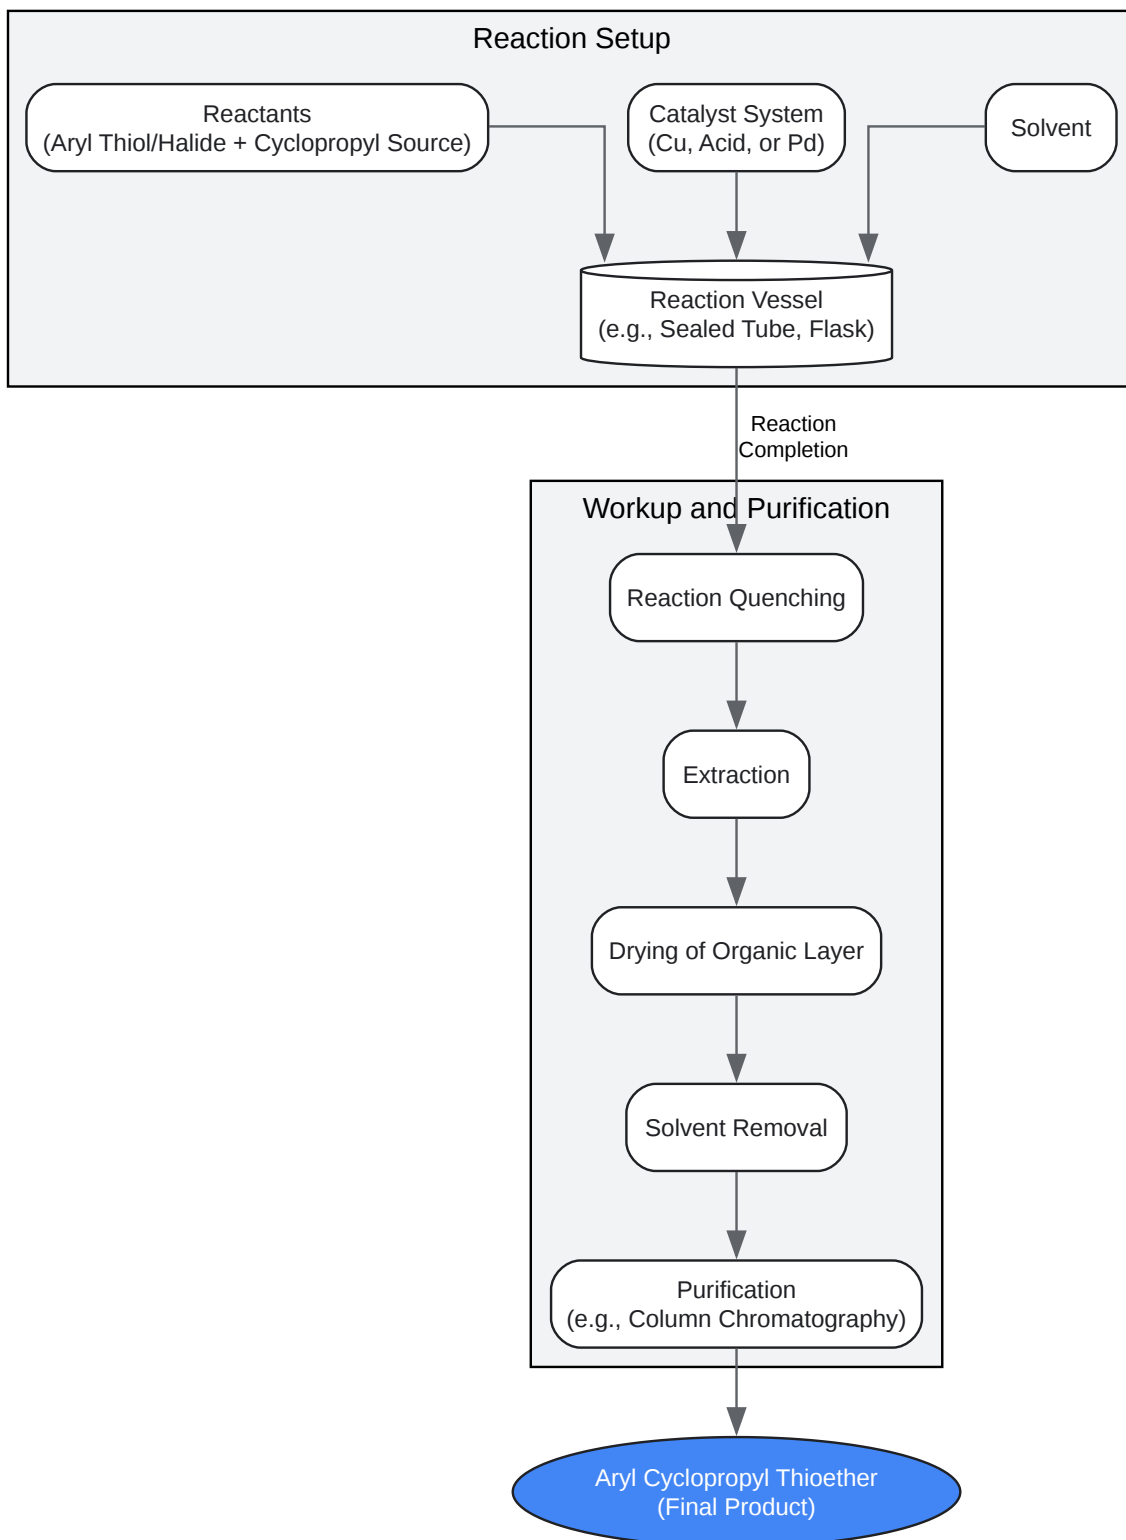 Reaction Setup
Reactants
(Aryl Thiol/Halide + Cyclopropyl Source)
Catalyst System
(Cu, Acid, or Pd)
Solvent
Reaction Vessel
(e.g., Sealed Tube, Flask)
Reaction
Completion
Workup and Purification
Reaction Quenching
Extraction
Drying of Organic Layer
Solvent Removal
Purification
(e.g., Column Chromatography)
Aryl Cyclopropyl Thioether
(Final Product)